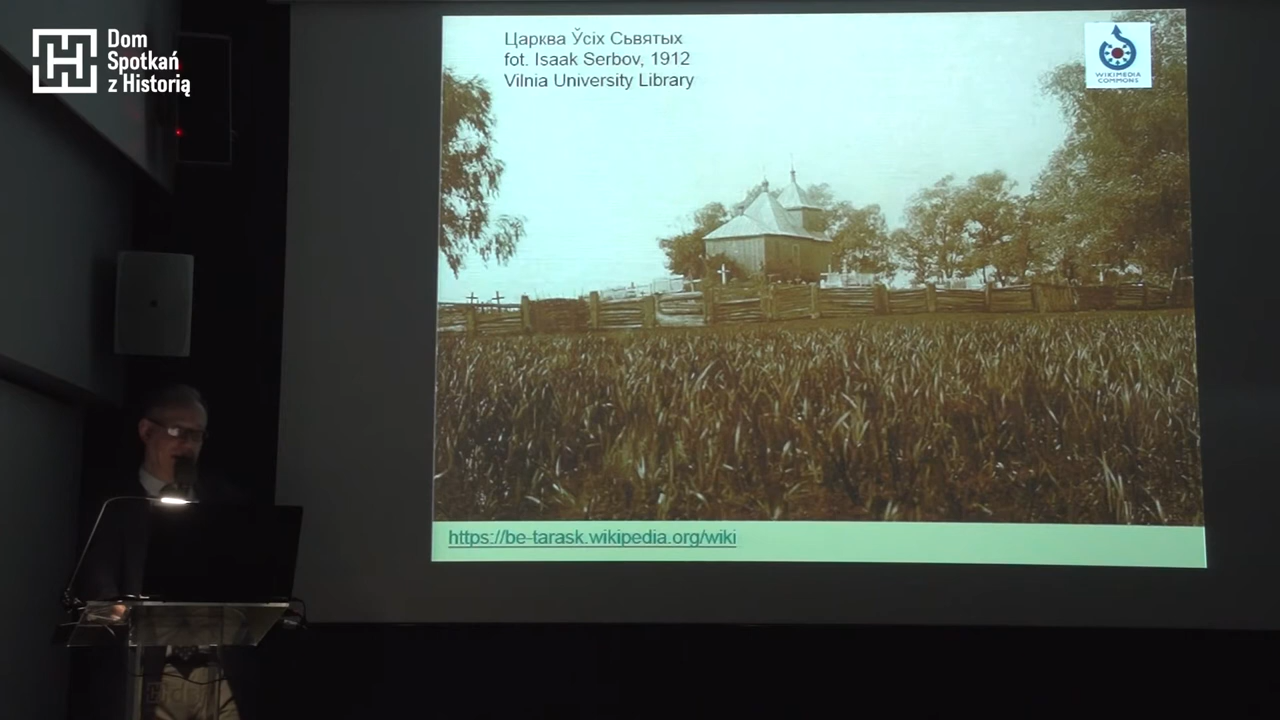 Dom
Spotkań
z Historią
Царква Ўсіх Сьвятых
fot. Isaak Serbov, 1912
Vilnia University Library
WIKIMEDIA
COMMONS
https://be-tarask.wikipedia.org/wiki